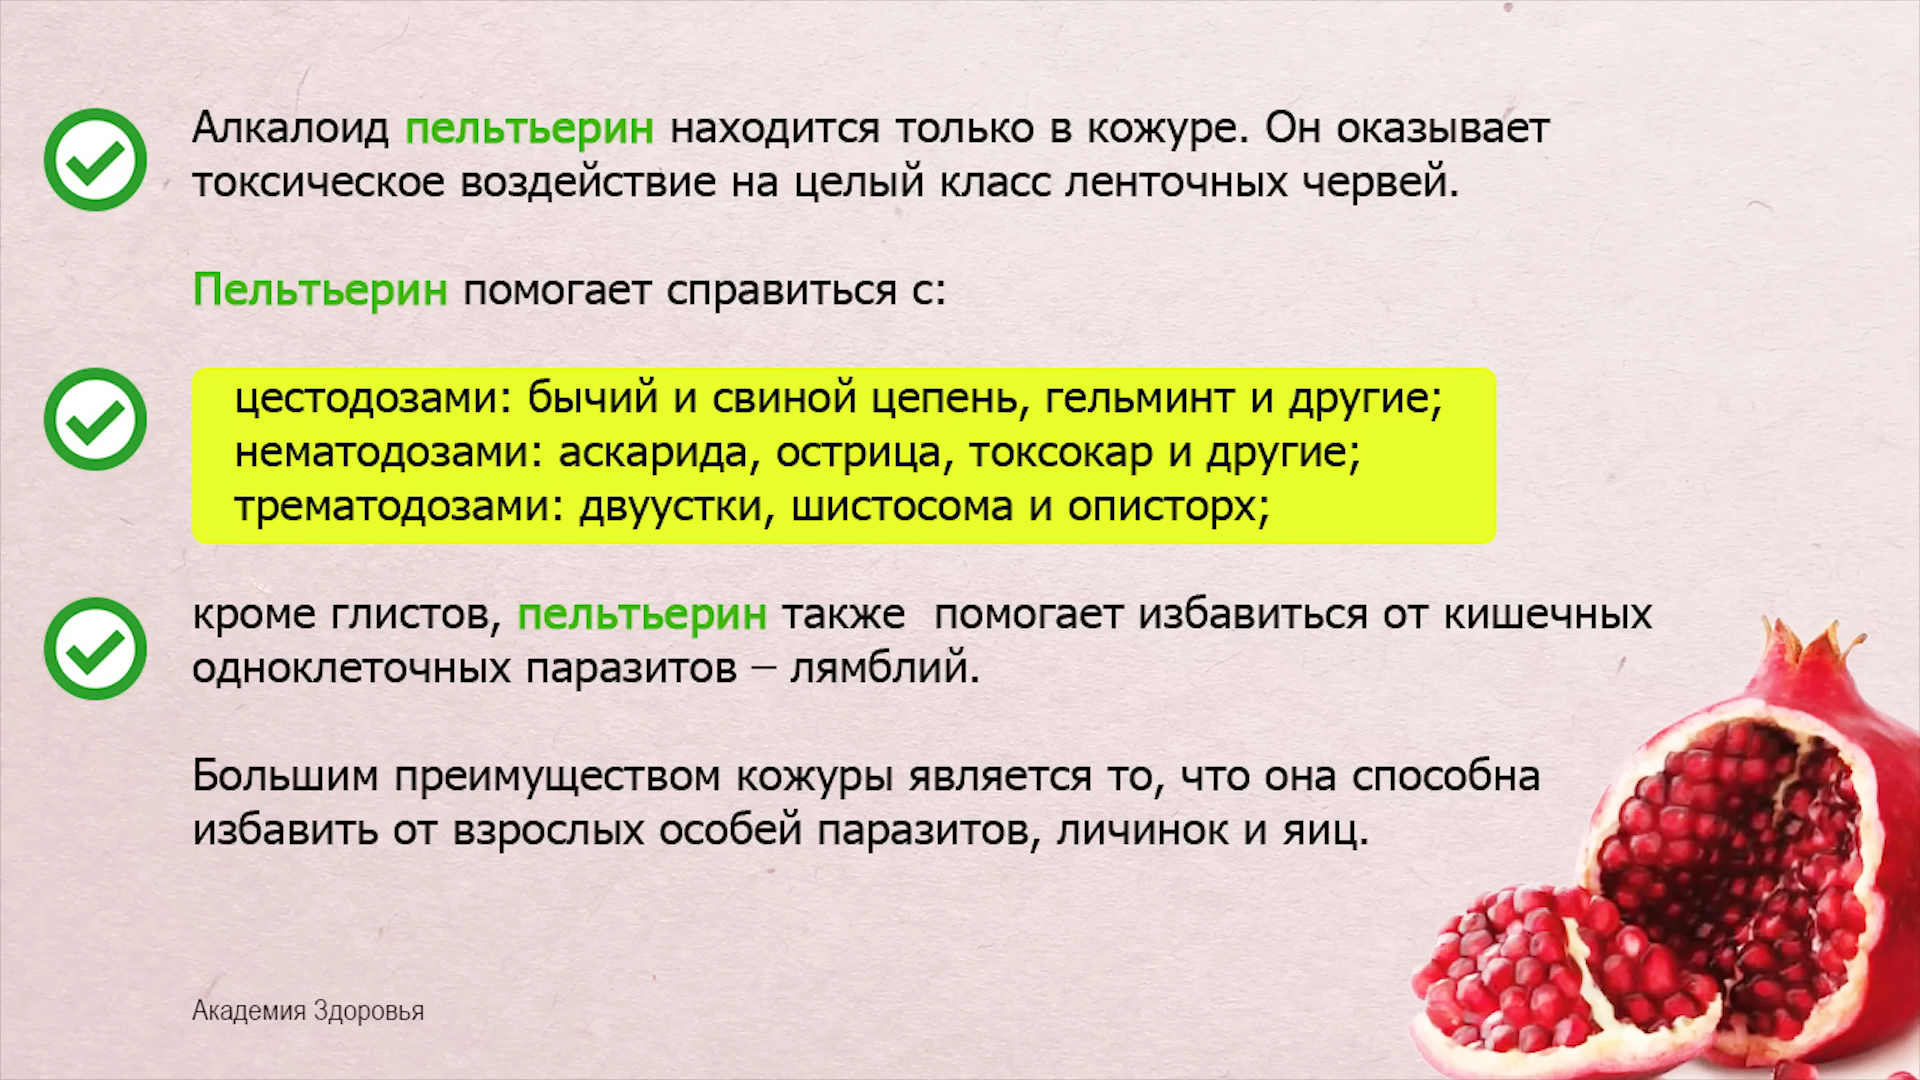 Алкалоид пельтьерин находится только в кожуре. Он оказывает
токсическое воздействие на целый класс ленточных червей.
Пельтьерин помогает справиться с:
цестодозами: бычий и свиной цепень, гельминт и другие;
нематодозами: аскарида, острица, токсокар и другие;
трематодозами: двуустки, шистосома и описторх;
кроме глистов, пельтьерин также помогает избавиться от кишечных
одноклеточных паразитов – лямблий.
Большим преимуществом кожуры является то, что она способна
избавить от взрослых особей паразитов, личинок и яиц.
Академия Здоровья